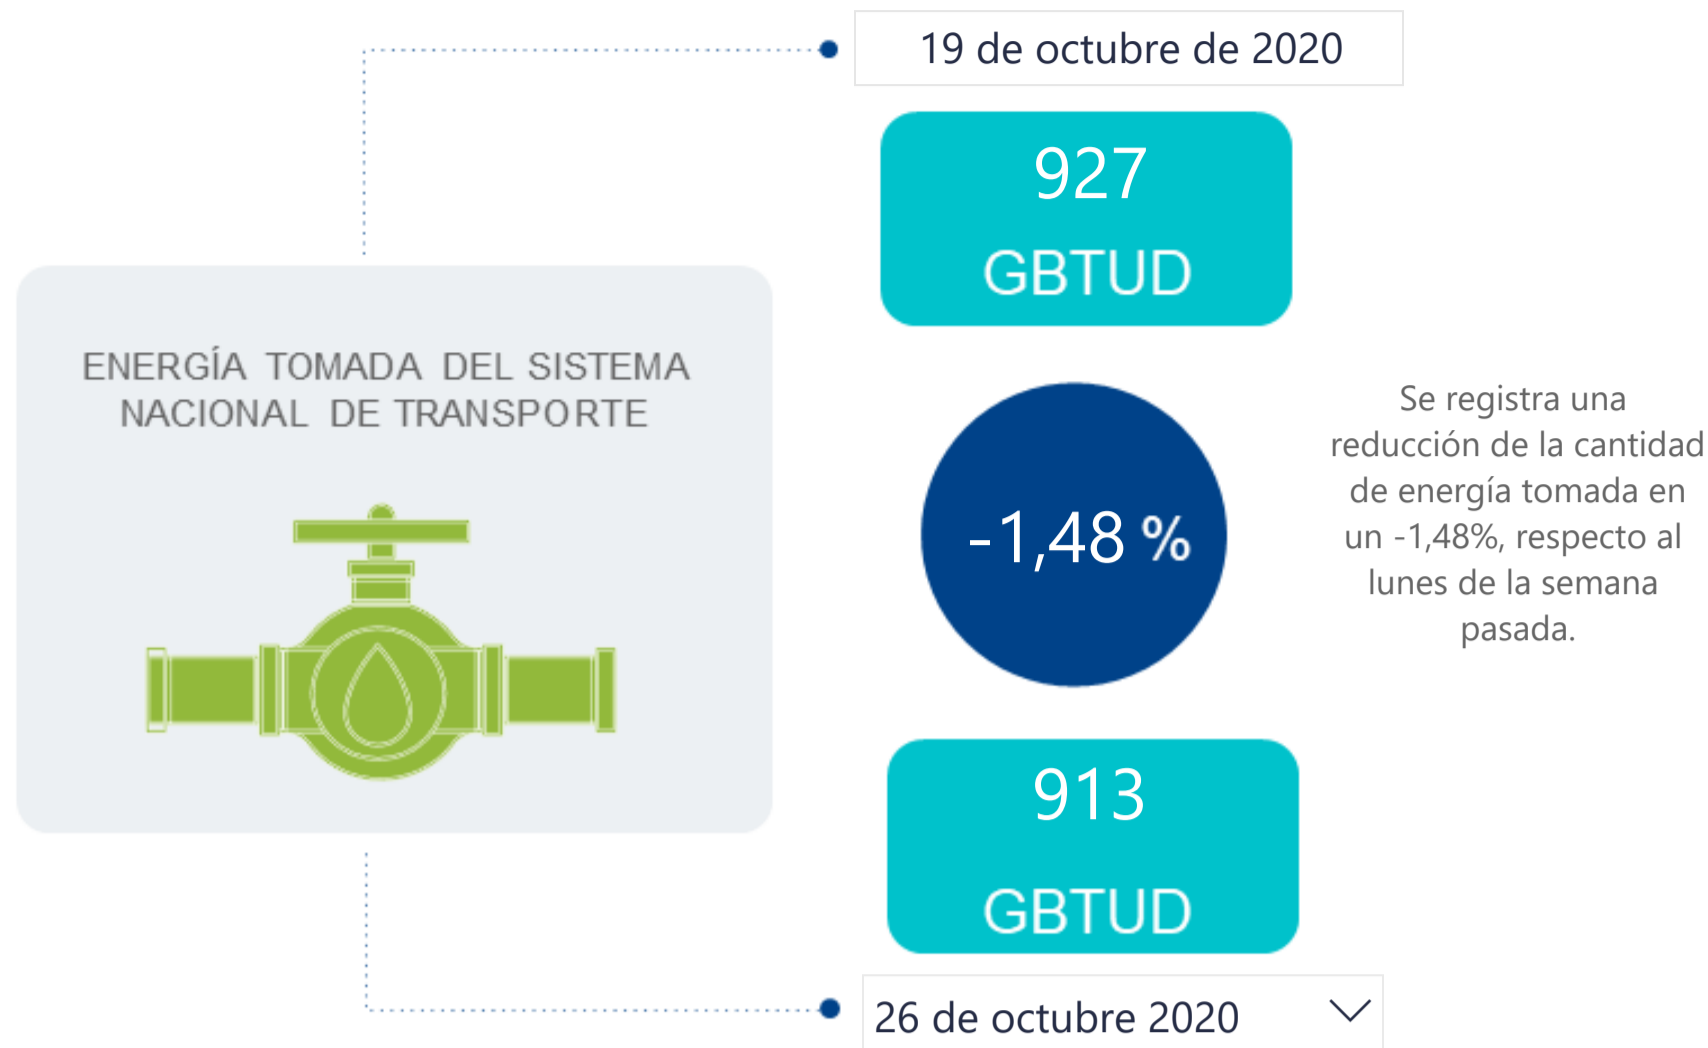 19 de octubre de 2020
927
GBTUD
ENERGÍA TOMADA DEL SISTEMA
NACIONAL DE TRANSPORTE
-1,48 %
Se registra una
reducción de la cantidad
de energía tomada en
un -1,48%, respecto al
lunes de la semana
pasada.
913
GBTUD
26 de octubre 2020